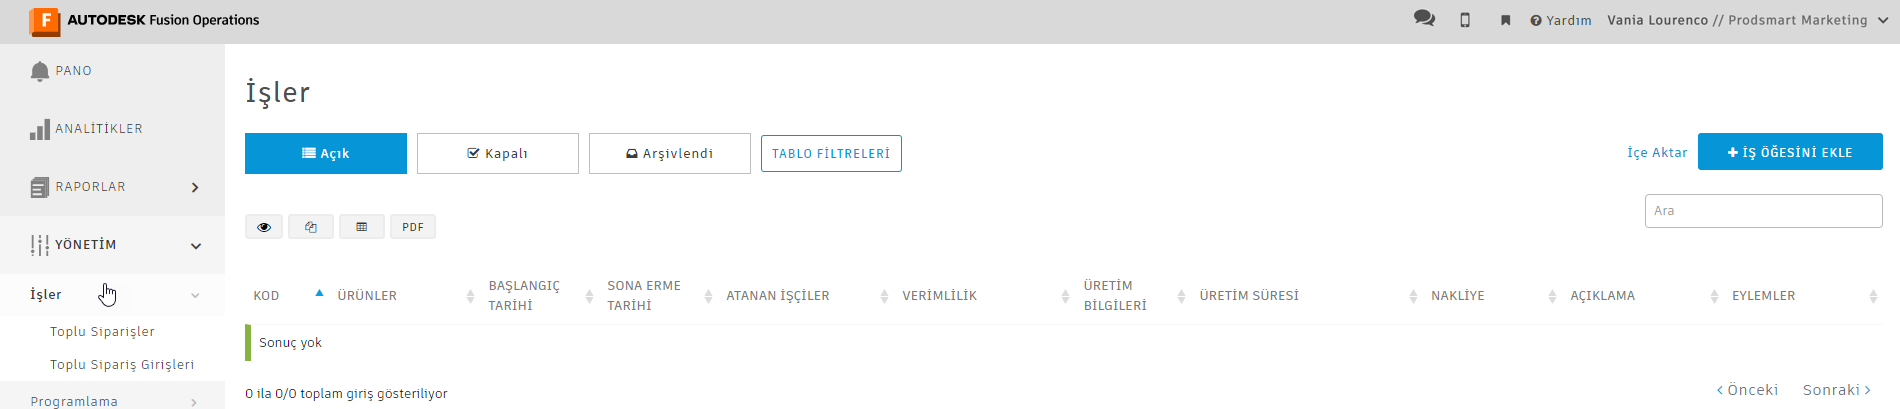 AUTODESK Fusion Operations
Yardım
Vania Lourenco // Prodsmart Marketing
PANO
ANALİTİKLER
RAPORLAR
YÖNETİM
İşler
Toplu Siparişler
Toplu Sipariş Girişleri
Programlama
İşler
Açık
Kapalı
Arşivlendi
TABLO FİLTRELERİ
İçe Aktar
+ İŞ ÖĞESİNİ EKLE
Ara
PDF
KOD
ÜRÜNLER
BAŞLANGIÇ
TARİHİ
SONA ERME
TARİHİ
ATANAN İŞÇİLER
VERİMLİLİK
ÜRETİM
BİLGİLERİ
ÜRETİM SÜRESİ
NAKLİYE
AÇIKLAMA
EYLEMLER
Sonuç yok
0 ila 0/0 toplam giriş gösteriliyor
‹ Önceki
Sonraki ›